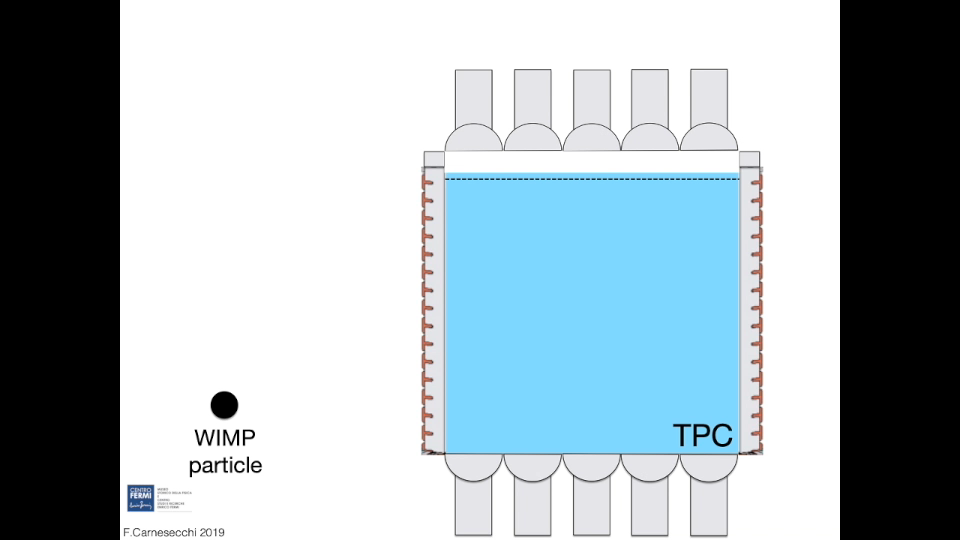 TPC
WIMP
particle
CENTRO
FERMI
F.Carnesecchi 2019